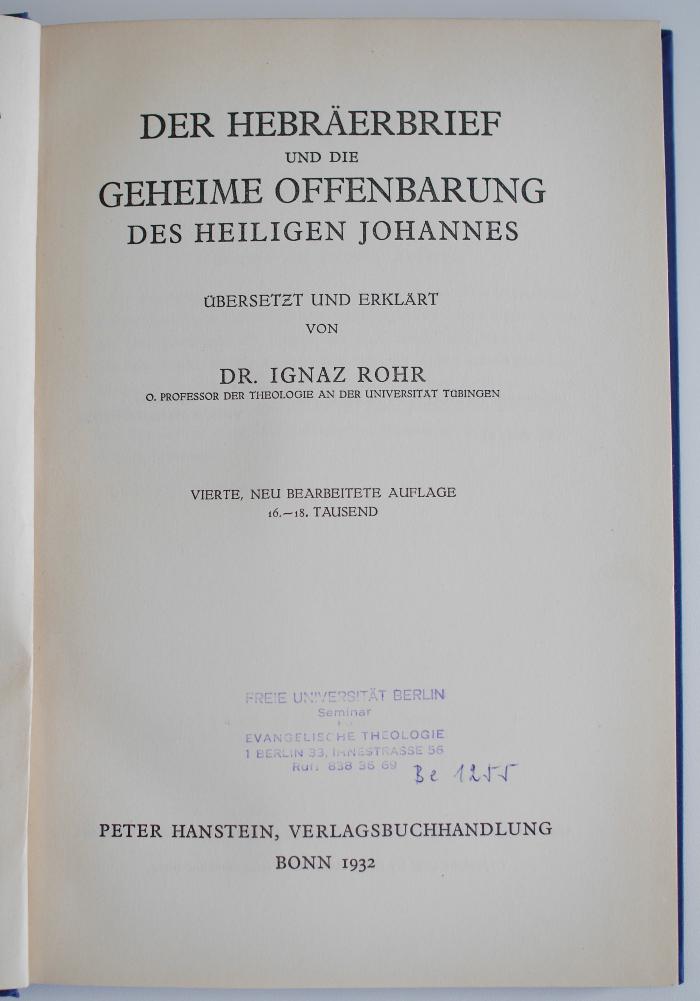 DER HEBRÄERBRIEF
UND DIE
GEHEIME OFFENBARUNG
DES HEILIGEN JOHANNES
ÜBERSETZT UND ERKLÄRT
VON
DR. IGNAZ ROHR
O. PROFESSOR DER THEOLOGIE AN DER UNIVERSITÄT TÜBINGEN
VIERTE, NEU BEARBEITETE AUFLAGE
16.—18. TAUSEND
FREIE UNIVERSITÄT BERLIN
Seminar
EVANGELISCHE THEOLOGIE
1 BERLIN 33, IHNESTRASSE 56
Ruf: 838 36 69
Be 1255
PETER HANSTEIN, VERLAGSBUCHHANDLUNG
BONN 1932